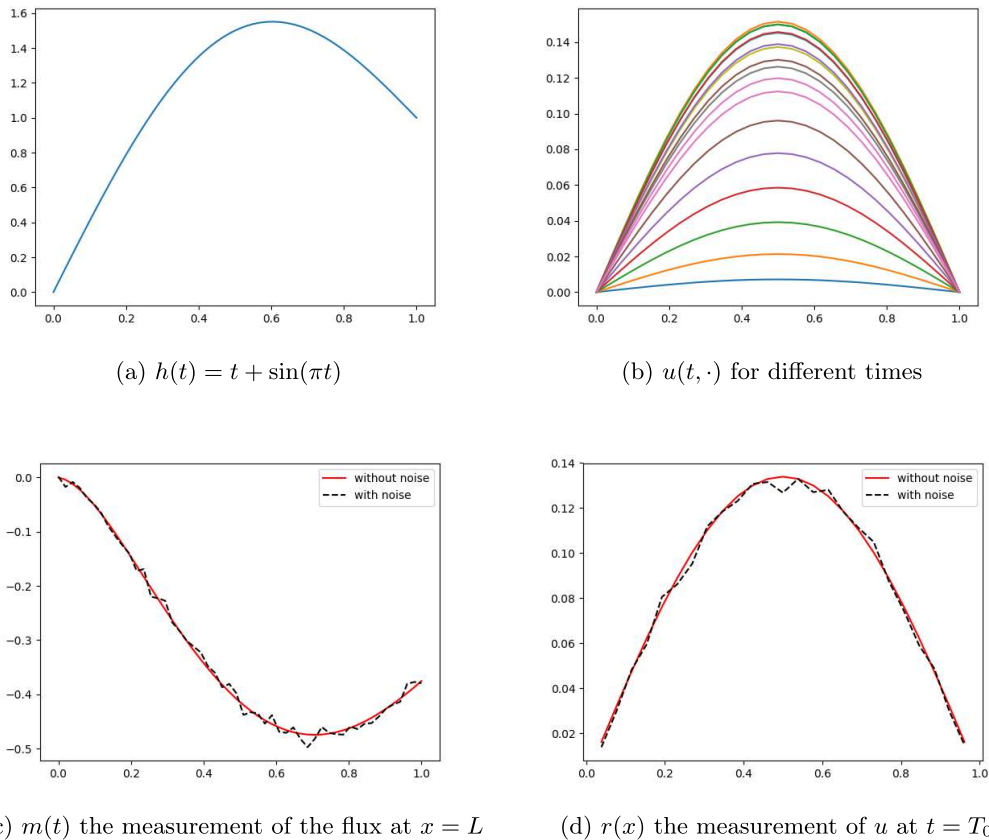 1.6
1.4
1.2
1.0
0.8
0.6
0.4
0.2
0.0
0.0 0.2 0.4 0.6 0.8 1.0
(a) h(t) = t + sin(πt)
0.14
0.12
0.10
0.08
0.06
0.04
0.02
0.00
0.0 0.2 0.4 0.6 0.8 1.0
(b) u(t, ·) for different times
0.0
−0.1
−0.2
−0.3
−0.4
−0.5
without noise
with noise
0.0 0.2 0.4 0.6 0.8 1.0
) m(t) the measurement of the flux at x = L
0.14
0.12
0.10
0.08
0.06
0.04
0.02
without noise
with noise
0.0 0.2 0.4 0.6 0.8 1.0
(d) r(x) the measurement of u at t = T₀